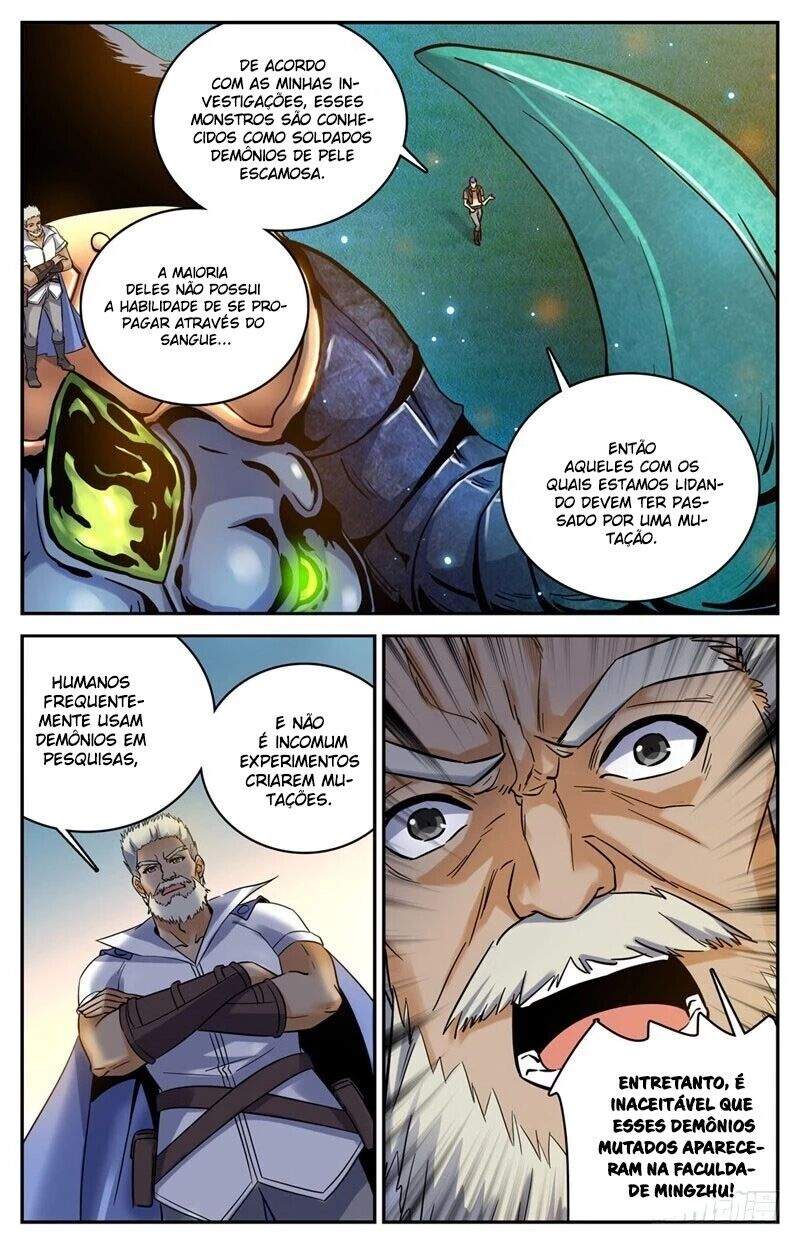 DE ACORDO
COM AS MINHAS IN-
VESTIGAÇÕES, ESSES
MONSTROS SÃO CONHE-
CIDOS COMO SOLDADOS
DEMÔNIOS DE PELE
ESCAMOSA.
A MAIORIA
DELES NÃO POSSUI
A HABILIDADE DE SE PRO-
PAGAR ATRAVÉS DO
SANGUE...
ENTÃO
AQUELES COM OS
QUAIS ESTAMOS LIDAN-
DO DEVEM TER PAS-
SADO POR UMA MU-
TAÇÃO.
HUMANOS
FREQUENTE-
MENTE USAM
DEMÔNIOS EM
PESQUISAS,
E NÃO
É INCOMUM
EXPERIMENTOS
CRIAREM MU-
TAÇÕES.
ENTRETANTO, É
INACEITÁVEL QUE
ESSES DEMÔNIOS
MUTADOS APARECE-
RAM NA FACULDA-
DE MINGZHU!